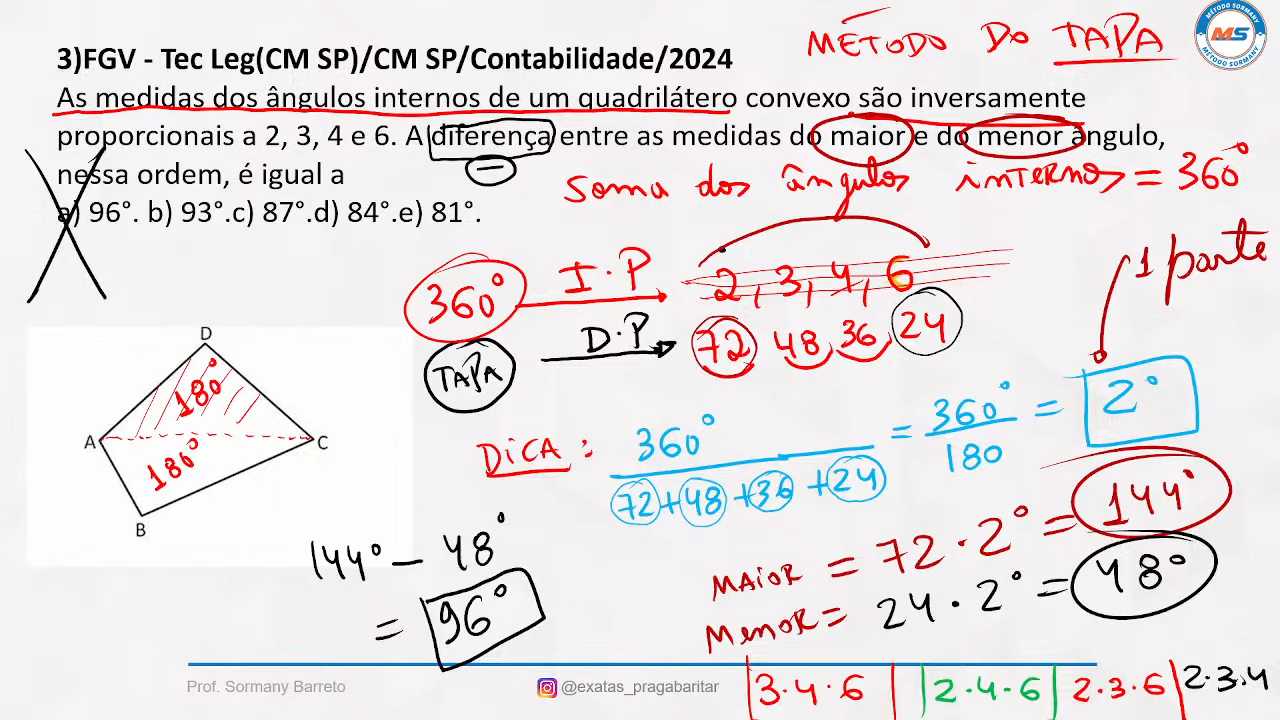 MÉTODO DO TAPA
MÉTODO SORMANY
MS
MÉTODO SORMANY
3)FGV - Tec Leg(CM SP)/CM SP/Contabilidade/2024
As medidas dos ângulos internos de um quadrilátero convexo são inversamente
proporcionais a 2, 3, 4 e 6. A diferença entre as medidas do maior e do menor ângulo,
nessa ordem, é igual a
a) 96°. b) 93°.c) 87°.d) 84°.e) 81°.
−
Soma dos ângulos internos = 360°
1 parte
360° I.P 2, 3, 4, 6
TAPA D.P 72 48 36 24
D
A
C
B
180°
180°
DICA : 360° / 72+48+36+24 = 360° / 180 = 2°
MAIOR = 72 . 2° = 144°
MENOR = 24 . 2° = 48°
144° − 48°
= 96°
Prof. Sormany Barreto
@exatas_pragabaritar
3.4.6 2.4.6 2.3.6 2.3.4